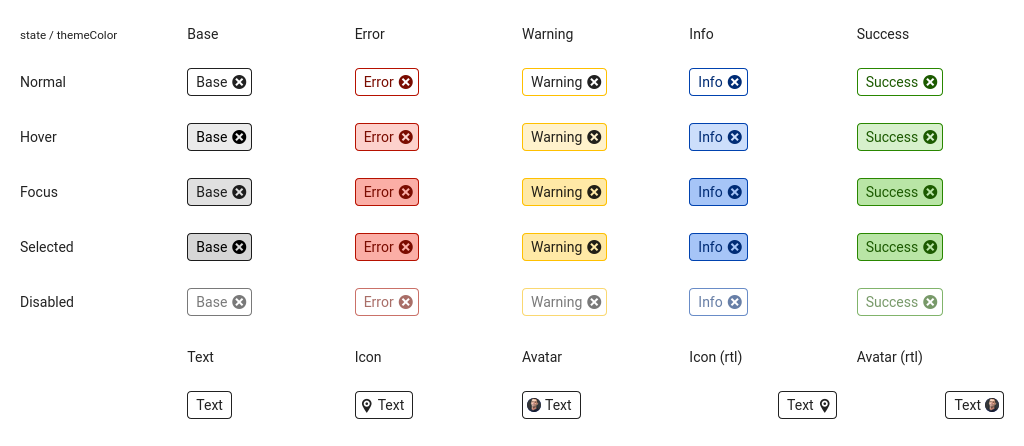 state / themeColor Base Error Warning Info Success
Normal Base Error Warning Info Success
Hover Base Error Warning Info Success
Focus Base Error Warning Info Success
Selected Base Error Warning Info Success
Disabled Base Error Warning Info Success
Text Icon Avatar Icon (rtl) Avatar (rtl)
Text Text Text Text Text